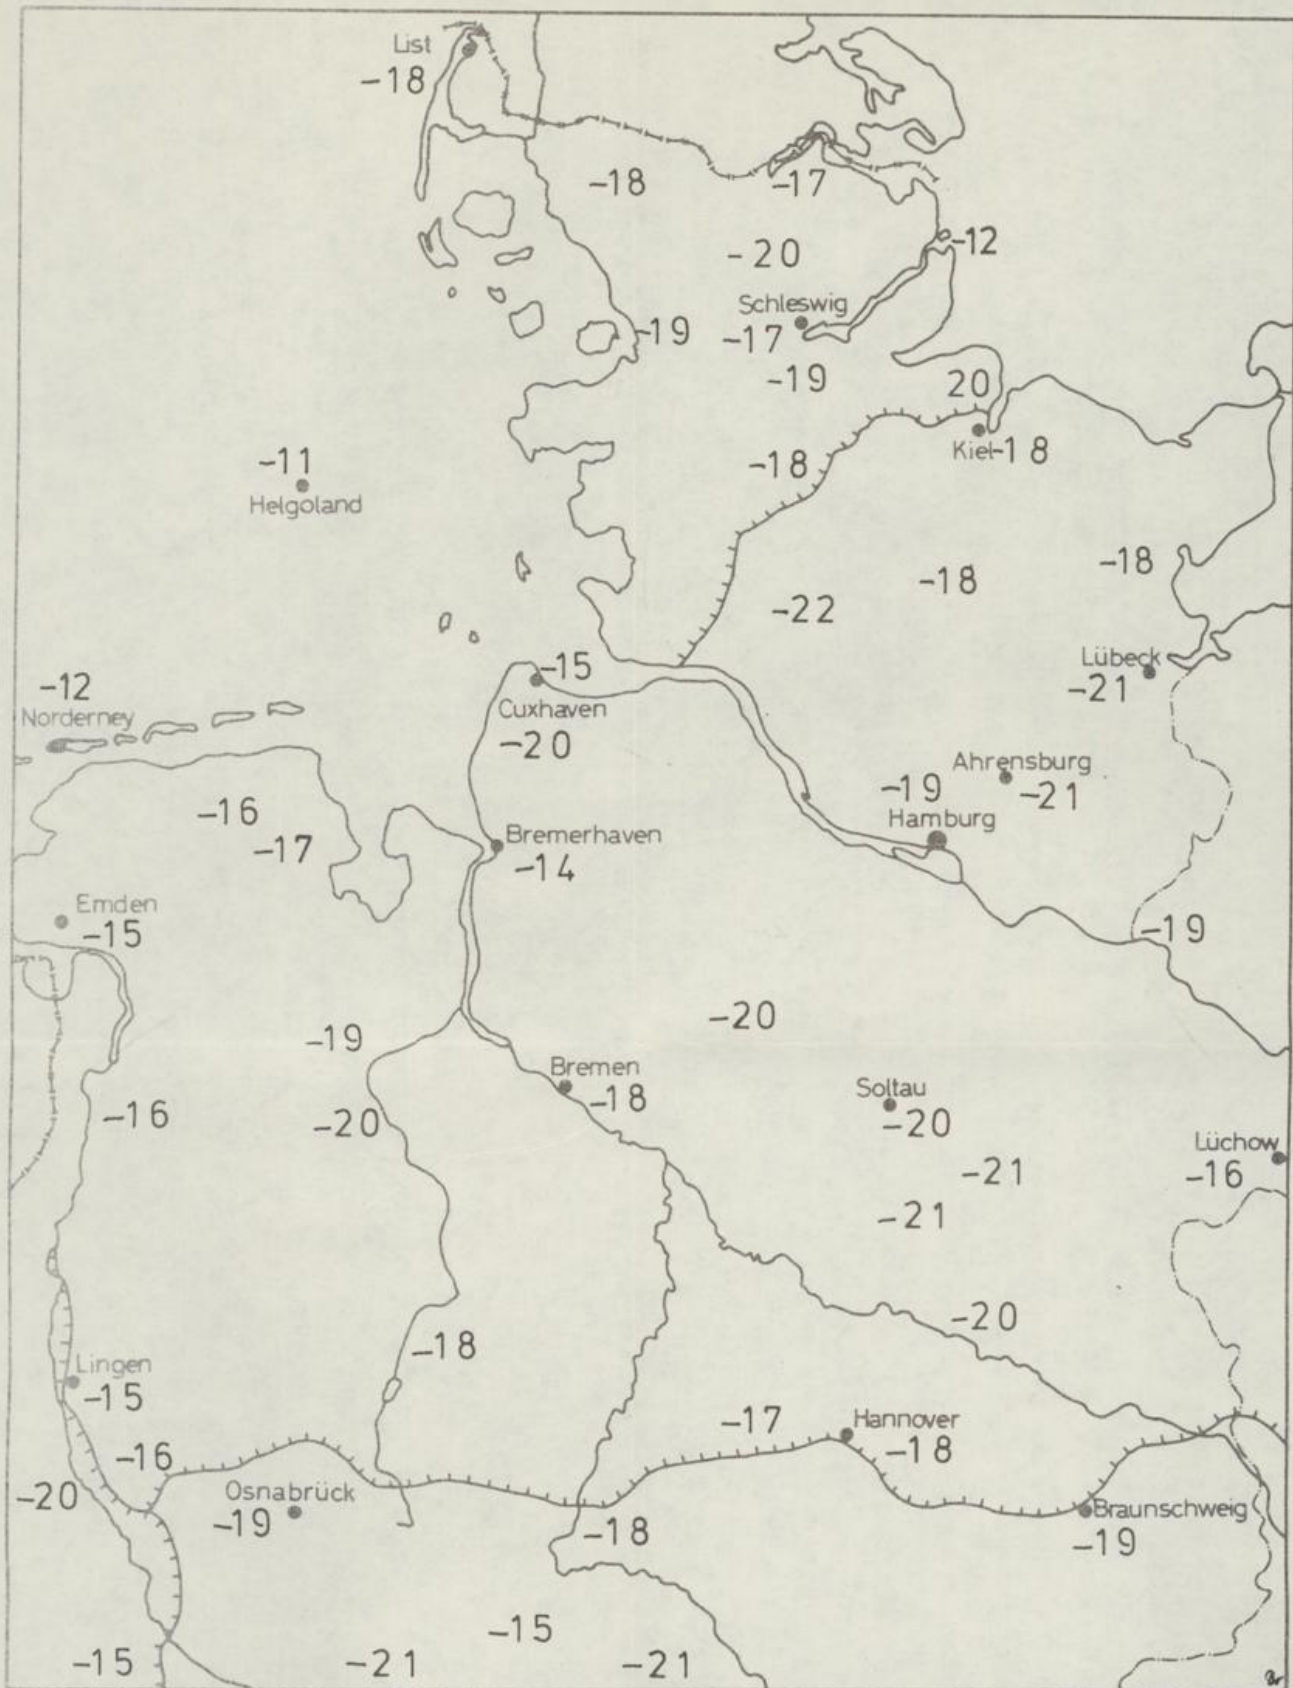 List
-18
-18
-17
-20
-12
Schleswig
-17
-19
-19
20
Kiel-18
-18
-11
Helgoland
-18
-18
-22
-15
Cuxhaven
-20
Lübeck
-21
-12
Norderney
-16
-17
Ahrensburg
-21
-19
Hamburg
Bremerhaven
-14
Emden
-15
-19
-20
-19
Bremen
-18
-16
-20
Soltau
-20
-21
-21
Lüchow
-16
-20
-18
Lingen
-15
-16
-20
Osnabrück
-19
-17
Hannover
-18
-18
Braunschweig
-19
-15
-15
-21
-21